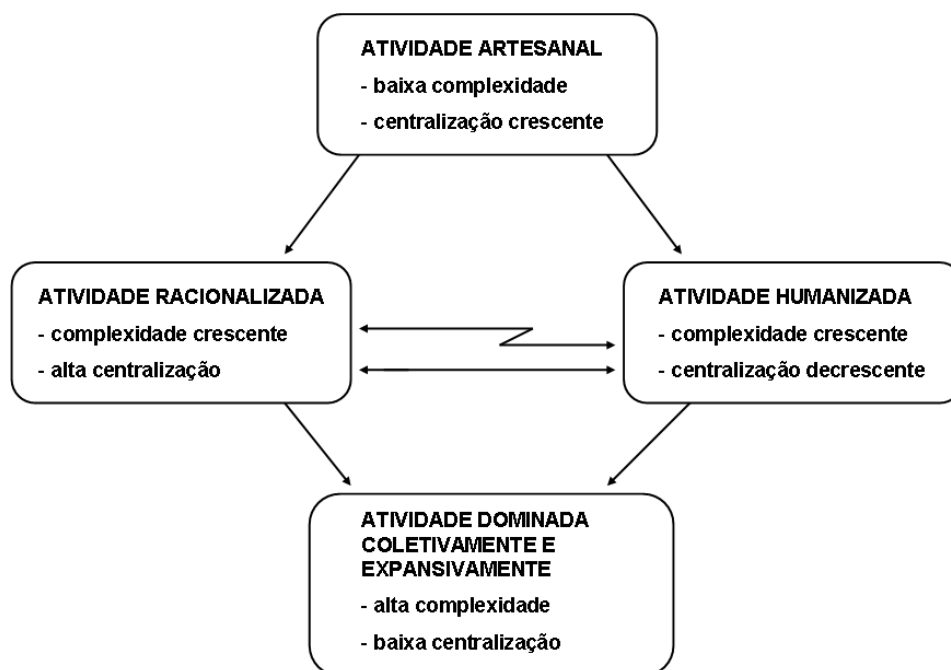 ATIVIDADE ARTESANAL
- baixa complexidade
- centralização crescente
ATIVIDADE RACIONALIZADA
- complexidade crescente
- alta centralização
ATIVIDADE HUMANIZADA
- complexidade crescente
- centralização decrescente
ATIVIDADE DOMINADA
COLETIVAMENTE E
EXPANSIVAMENTE
- alta complexidade
- baixa centralização